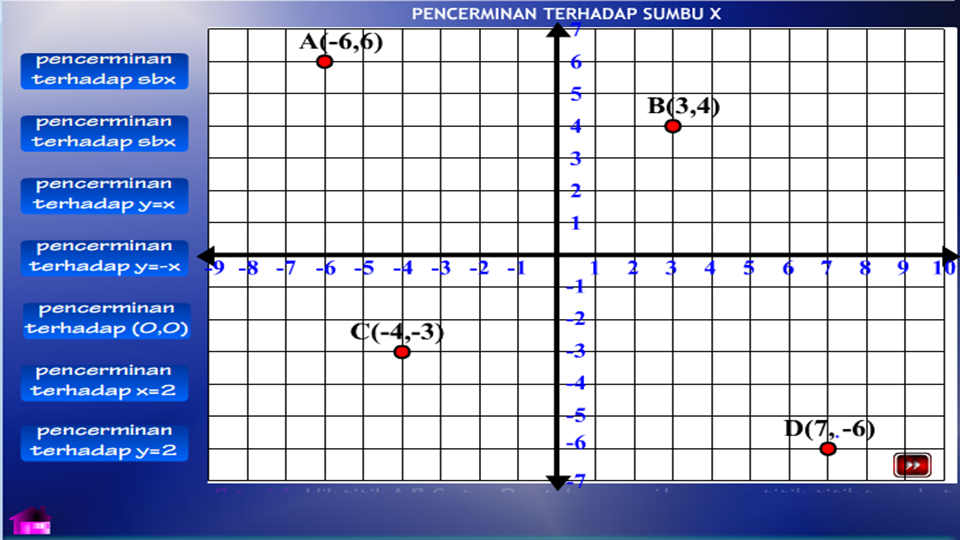 PENCERMINAN TERHADAP SUMBU X
pencerminan
terhadap sbx
pencerminan
terhadap sbx
pencerminan
terhadap y=x
pencerminan
terhadap y=-x
pencerminan
terhadap (0,0)
pencerminan
terhadap x=2
pencerminan
terhadap y=2
7
A(-6,6)
6
5
B(3,4)
4
3
2
1
-9 -8 -7 -6 -5 -4 -3 -2 -1 1 2 3 4 5 6 7 8 9 10
-1
-2
C(-4,-3)
-3
-4
-5
D(7, -6)
-6
-7